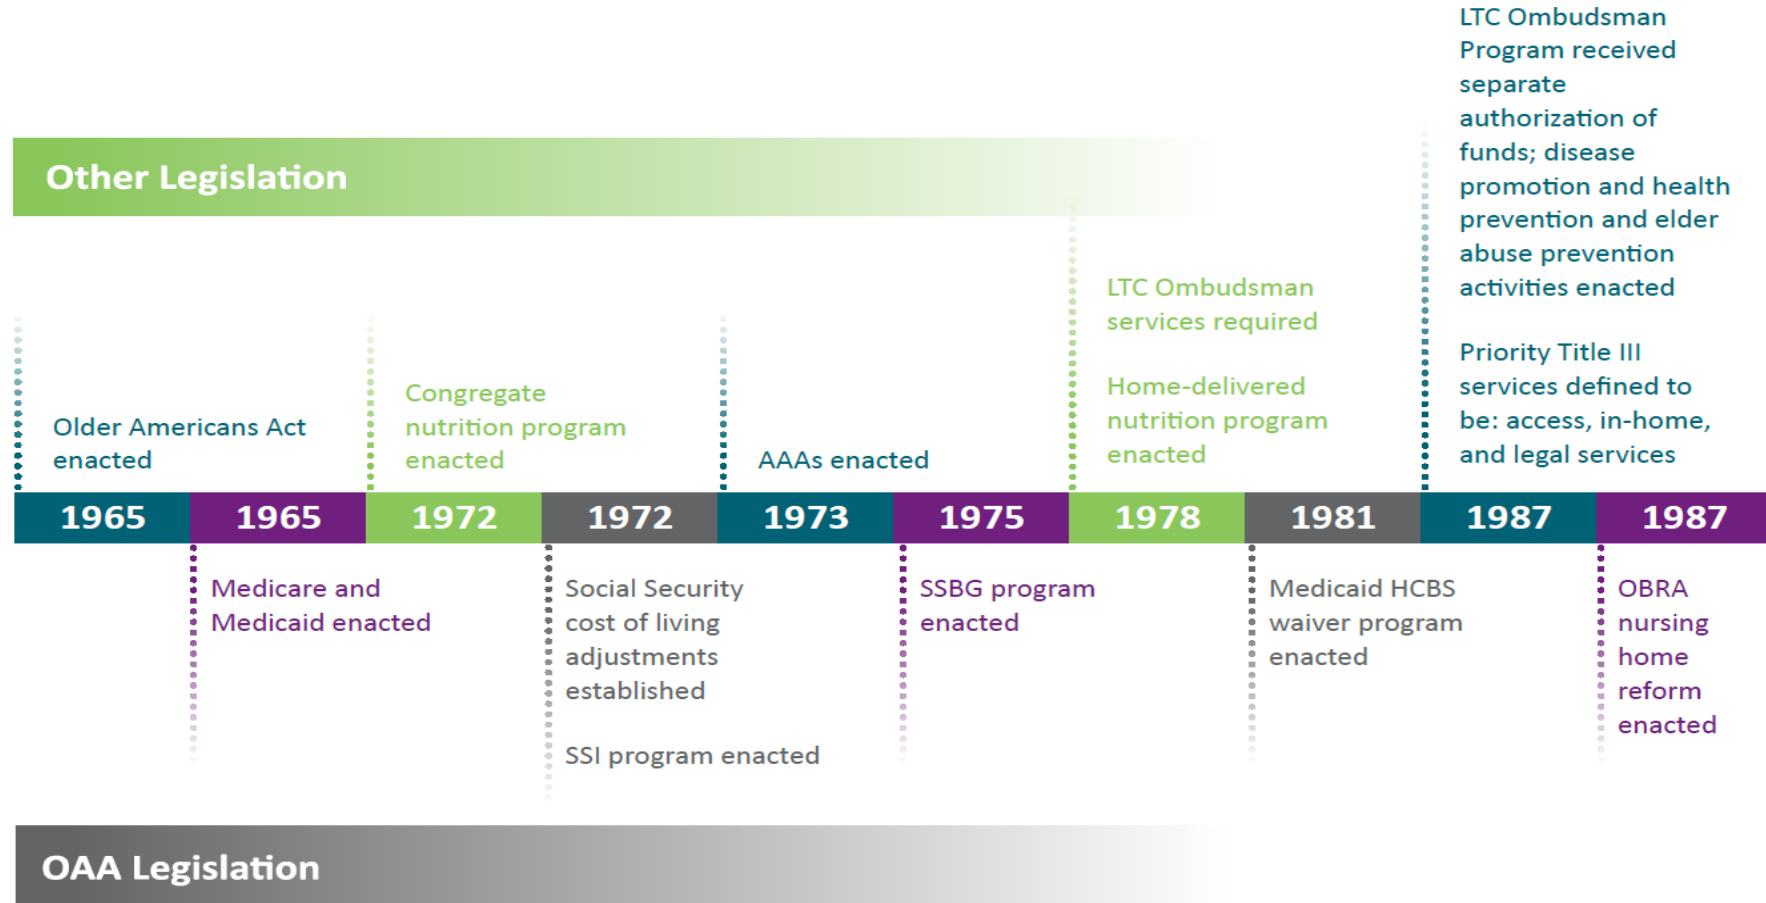 LTC Ombudsman
Program received
separate
authorization of
funds; disease
promotion and health
prevention and elder
abuse prevention
activities enacted
Priority Title III
services defined to
be: access, in-home,
and legal services
Other Legislation
LTC Ombudsman
services required
Home-delivered
nutrition program
enacted
Congregate
nutrition program
enacted
Older Americans Act
enacted
AAAs enacted
1965 1965 1972 1972 1973 1975 1978 1981 1987 1987
Medicare and
Medicaid enacted
Social Security
cost of living
adjustments
established
SSI program enacted
SSBG program
enacted
Medicaid HCBS
waiver program
enacted
OBRA
nursing
home
reform
enacted
OAA Legislation